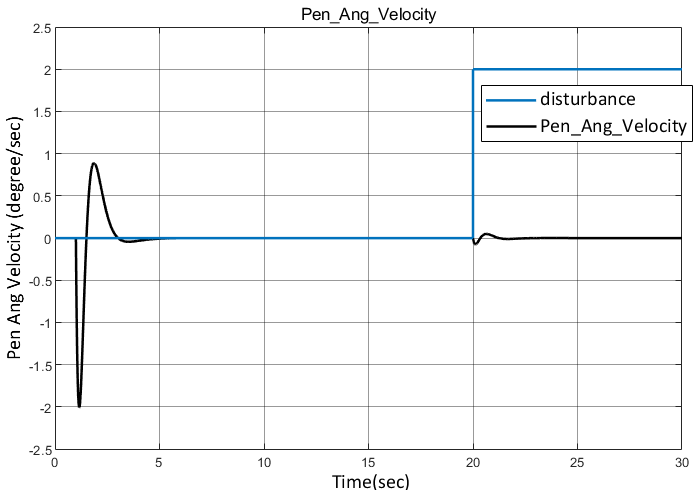 Pen_Ang_Velocity
2.5
2
1.5
1
0.5
0
-0.5
-1
-1.5
-2
-2.5
Pen Ang Velocity (degree/sec)
disturbance
Pen_Ang_Velocity
0 5 10 15 20 25 30
Time(sec)